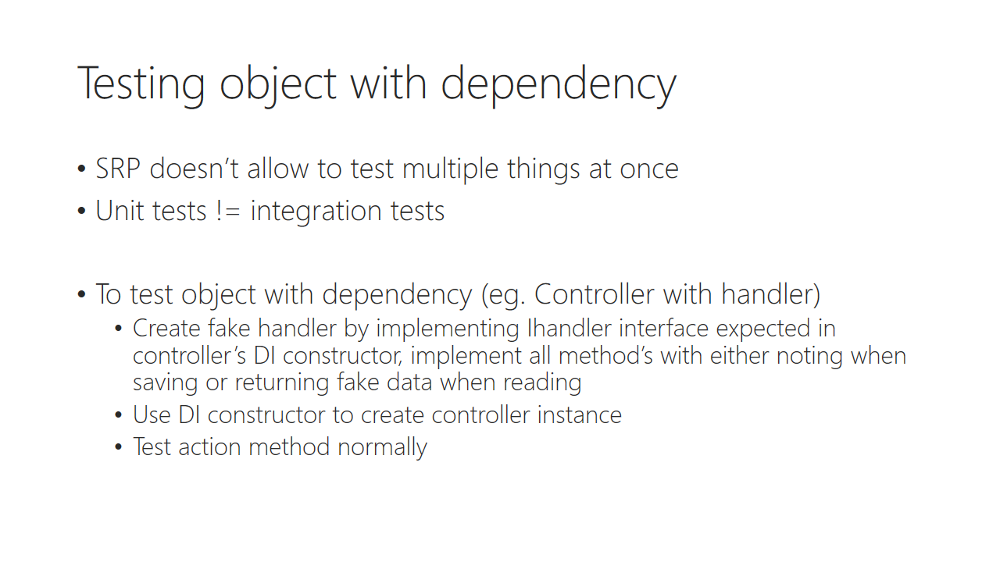 Testing object with dependency
• SRP doesn’t allow to test multiple things at once
• Unit tests != integration tests
• To test object with dependency (eg. Controller with handler)
• Create fake handler by implementing Ihandler interface expected in
controller’s DI constructor, implement all method’s with either noting when
saving or returning fake data when reading
• Use DI constructor to create controller instance
• Test action method normally